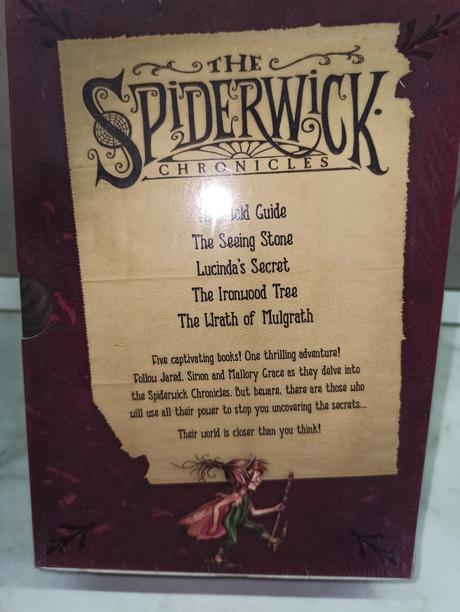 THE
SPIDERWICK
CHRONICLES
Guide
The Seeing Stone
Lucinda's Secret
The Ironwood Tree
The Wrath of Mulgrath
Five captivating books! One thrilling adventure!
Follow Jared, Simon and Mallory Grace as they delve into
the Spiderwick Chronicles. But beware, there are those who
will use all their power to stop you uncovering the secrets...
Their world is closer than you think!